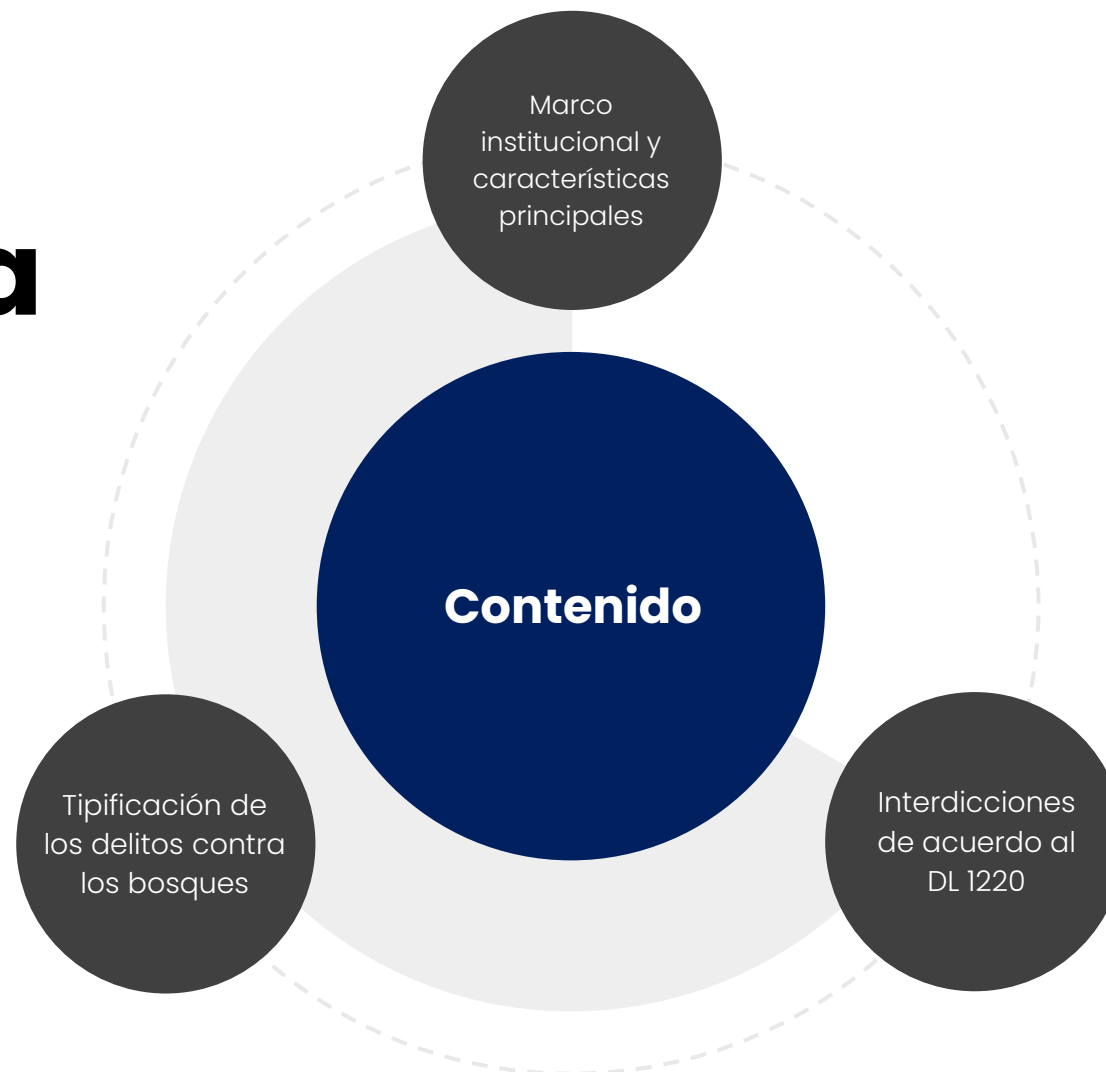 Marco
institucional y
características
principales
a
Contenido
Tipificación de
los delitos contra
los bosques
Interdicciones
de acuerdo al
DL 1220